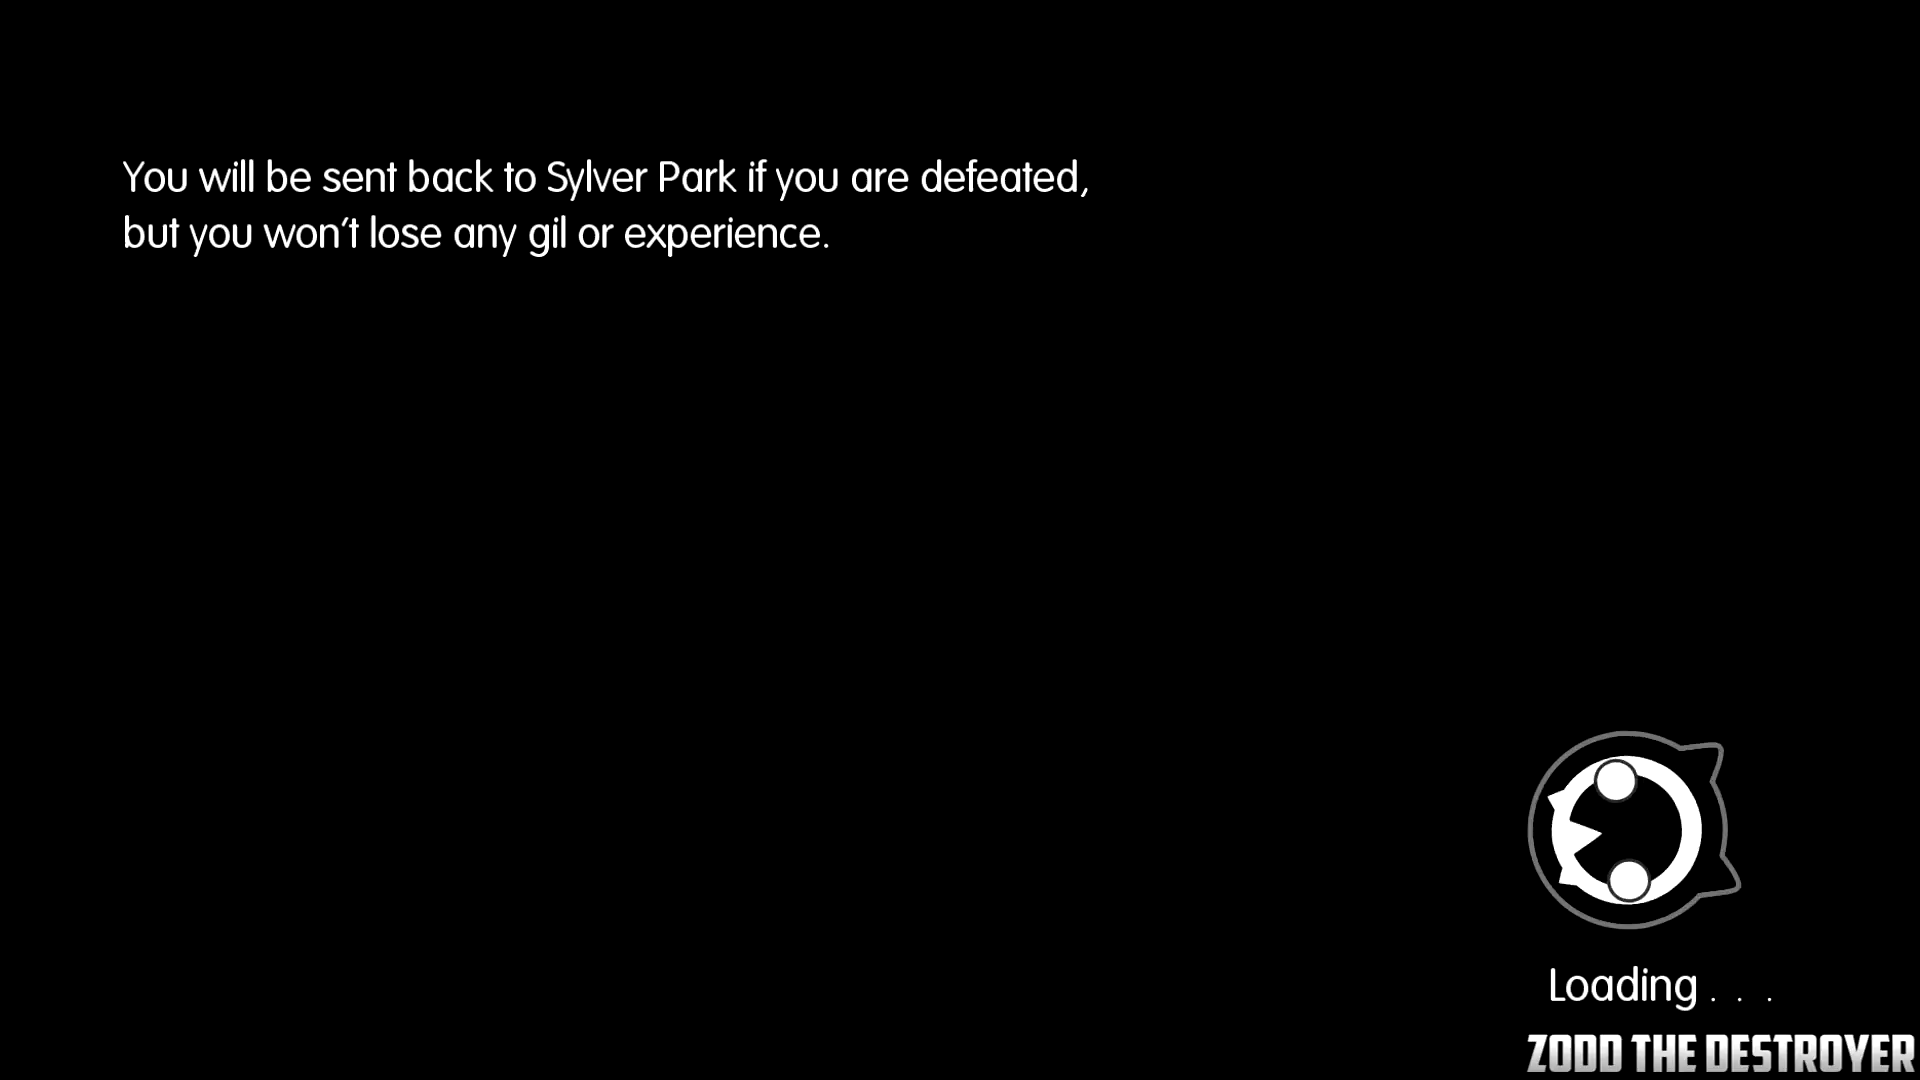 You will be sent back to Sylver Park if you are defeated,
but you won't lose any gil or experience.
Loading . . .
ZODD THE DESTROYER